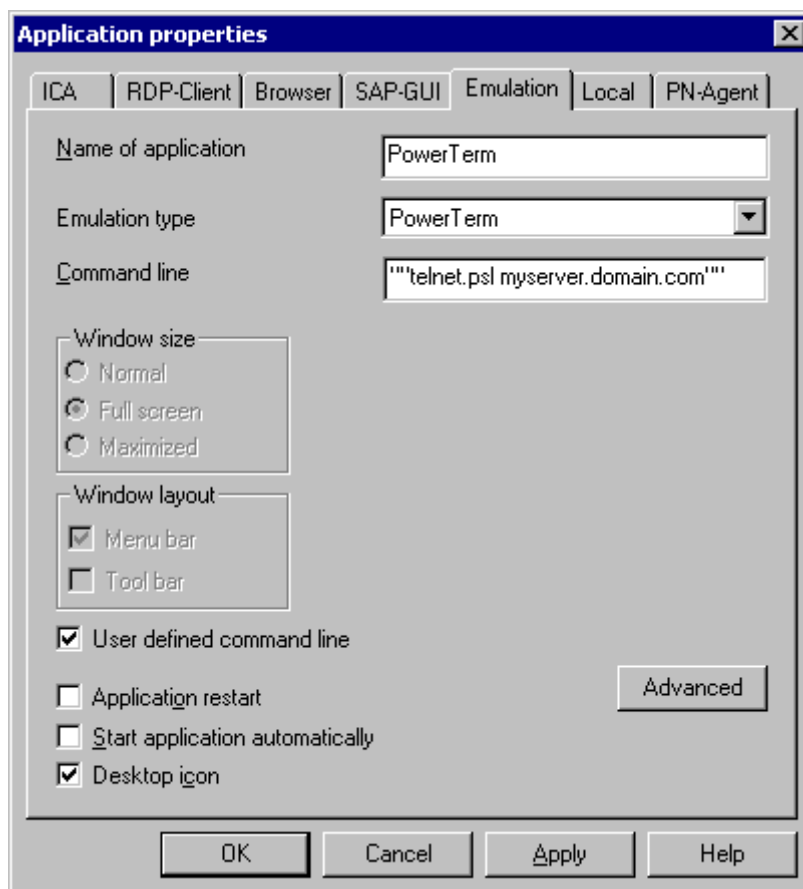 Application properties
ICA RDP-Client Browser SAP-GUI Emulation Local PN-Agent
Name of application PowerTerm
Emulation type PowerTerm
Command line ""'telnet.psl myserver.domain.com""'
Window size
Normal
Full screen
Maximized
Window layout
Menu bar
Tool bar
User defined command line
Application restart
Advanced
Start application automatically
Desktop icon
OK Cancel Apply Help